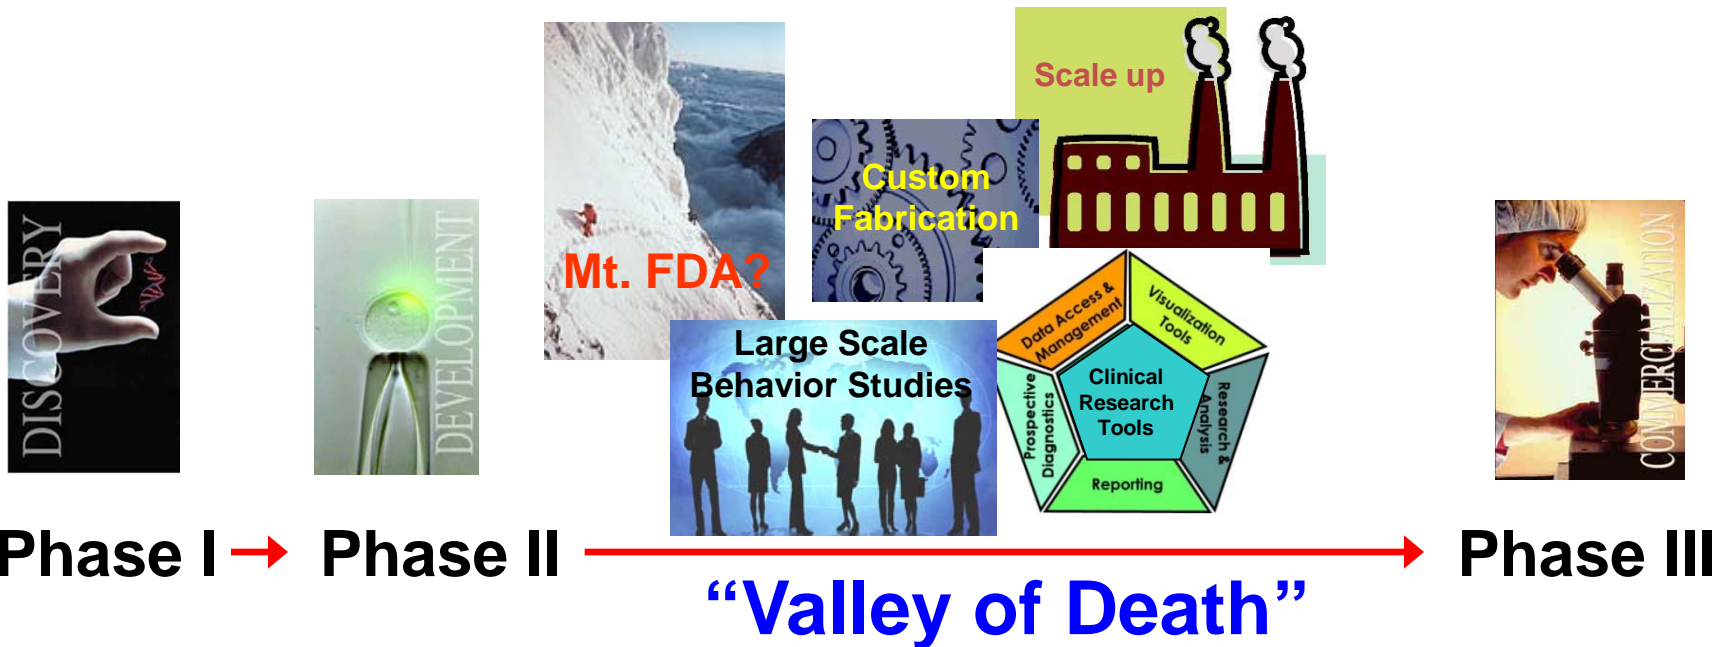 DISCOVERY
DEVELOPMENT
Mt. FDA?
Custom
Fabrication
Scale up
Large Scale
Behavior Studies
Data Access &
Management
Visualization
Tools
Prospective
Diagnostics
Clinical
Research
Tools
Research &
Analysis
Reporting
COMMERCIALIZATION
Phase I
Phase II
Phase III
“Valley of Death”